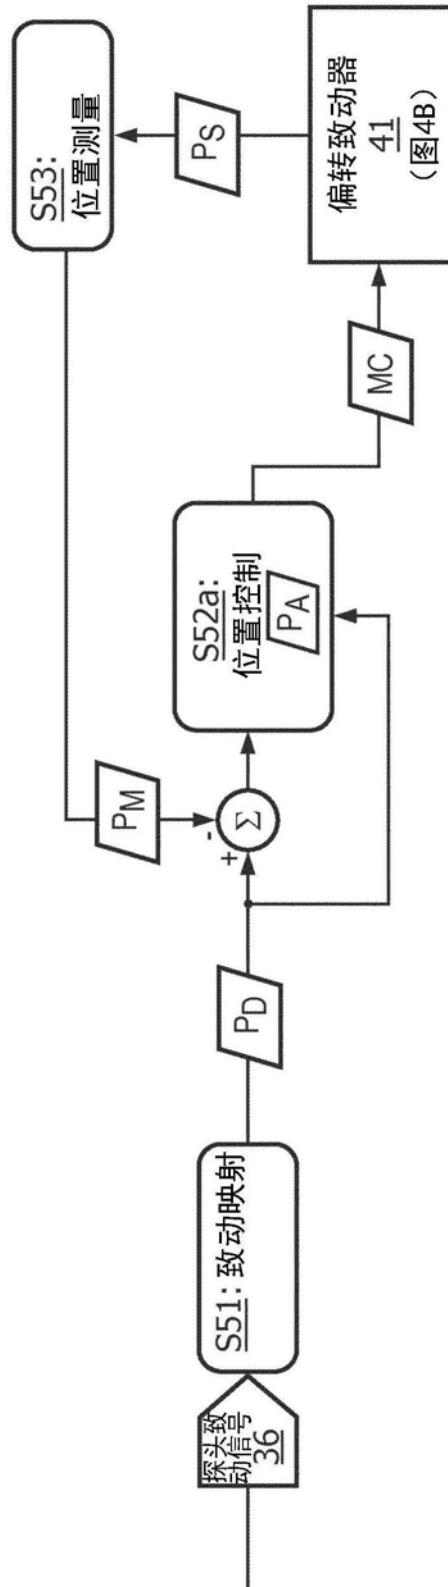 探头致
动信号
36
S51: 致动映射
PD
+
-
Σ
PM
S52a:
位置控制
PA
MC
偏转致动器
41
(图4B)
PS
S53:
位置测量